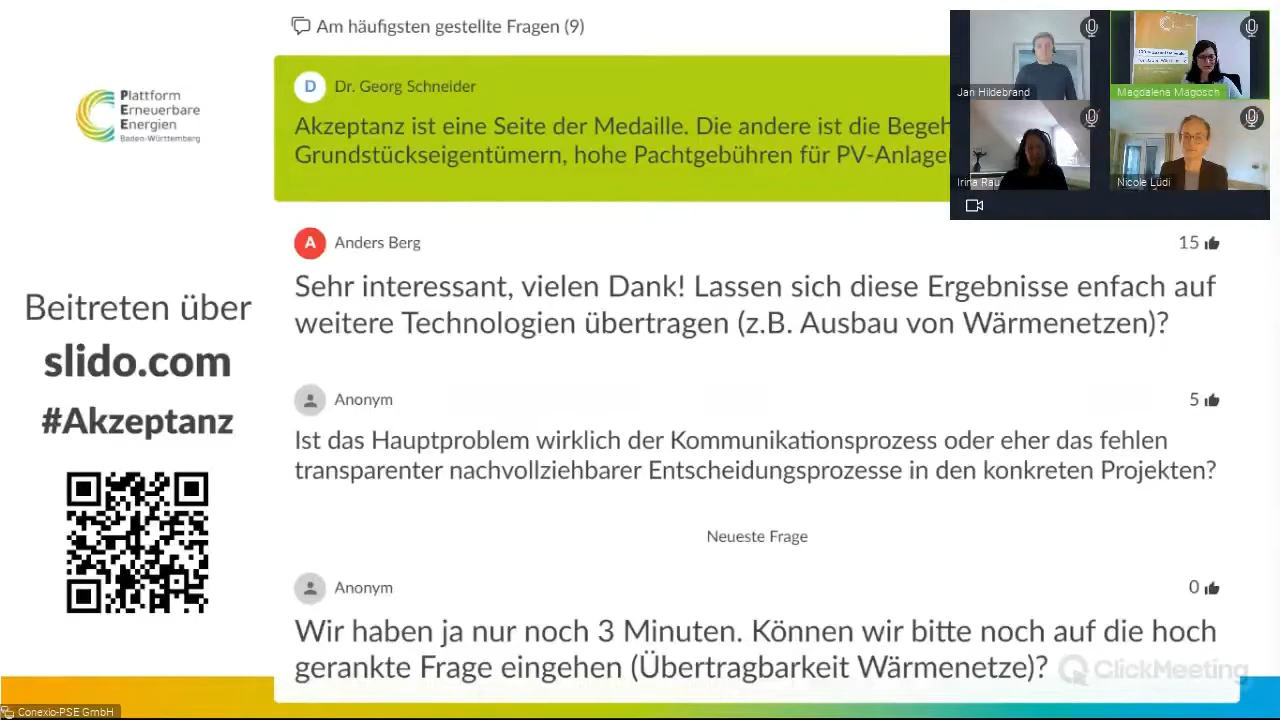 Am häufigsten gestellte Fragen (9)
Plattform
Erneuerbare
Energien
Baden-Württemberg
D Dr. Georg Schneider
Akzeptanz ist eine Seite der Medaille. Die andere ist die
Grundstückseigentümern, hohe Pachtgebühren für
Jan Hildebrand
Magdalena Magosch
Irina Rau
Nicole Lüdi
A Anders Berg 15
Sehr interessant, vielen Dank! Lassen sich diese Ergebnisse enfach auf
weitere Technologien übertragen (z.B. Ausbau von Wärmenetzen)?
Beitreten über
slido.com
#Akzeptanz
Anonym 5
Ist das Hauptproblem wirklich der Kommunikationsprozess oder eher das fehlen
transparenter nachvollziehbarer Entscheidungsprozesse in den konkreten Projekten?
Neueste Frage
Anonym 0
Wir haben ja nur noch 3 Minuten. Können wir bitte noch auf die hoch
gerankte Frage eingehen (Übertragbarkeit Wärmenetze)?
ClickMeeting
Conexio-PSE GmbH